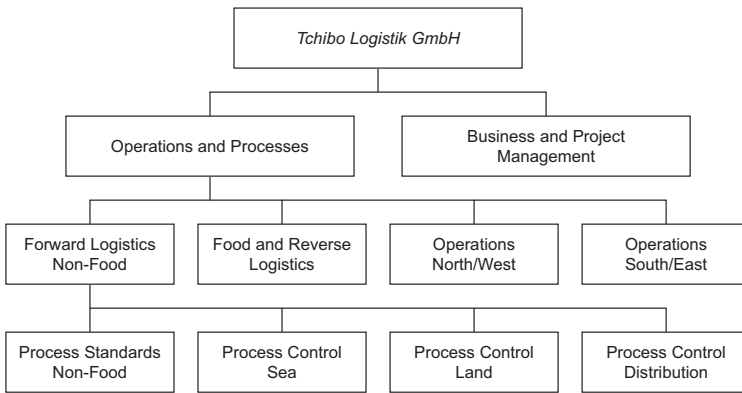 Tchibo Logistik GmbH
Operations and Processes
Business and Project
Management
Forward Logistics
Non-Food
Food and Reverse
Logistics
Operations
North/West
Operations
South/East
Process Standards
Non-Food
Process Control
Sea
Process Control
Land
Process Control
Distribution